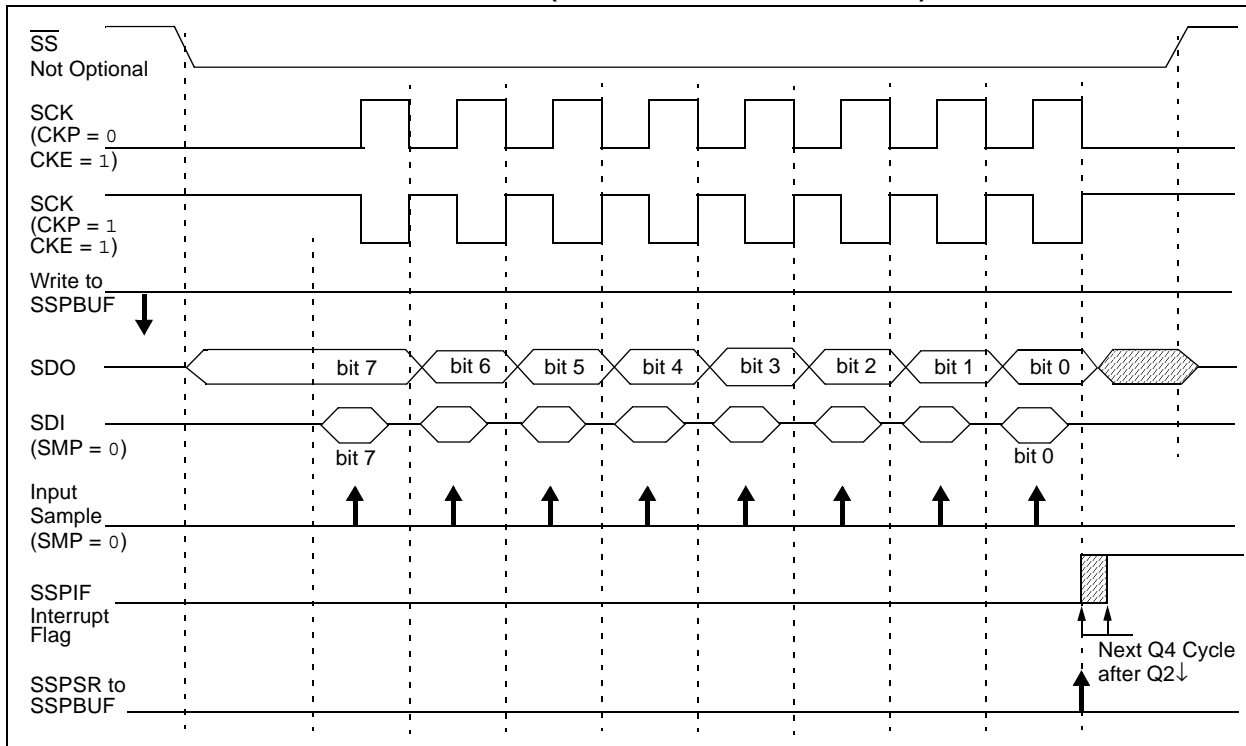 SS
Not Optional
SCK
(CKP = 0
CKE = 1)
SCK
(CKP = 1
CKE = 1)
Write to
SSPBUF
SDO
bit 7
bit 6
bit 5
bit 4
bit 3
bit 2
bit 1
bit 0
SDI
(SMP = 0)
bit 7
bit 0
Input
Sample
(SMP = 0)
SSPIF
Interrupt
Flag
Next Q4 Cycle
after Q2↓
SSPSR to
SSPBUF